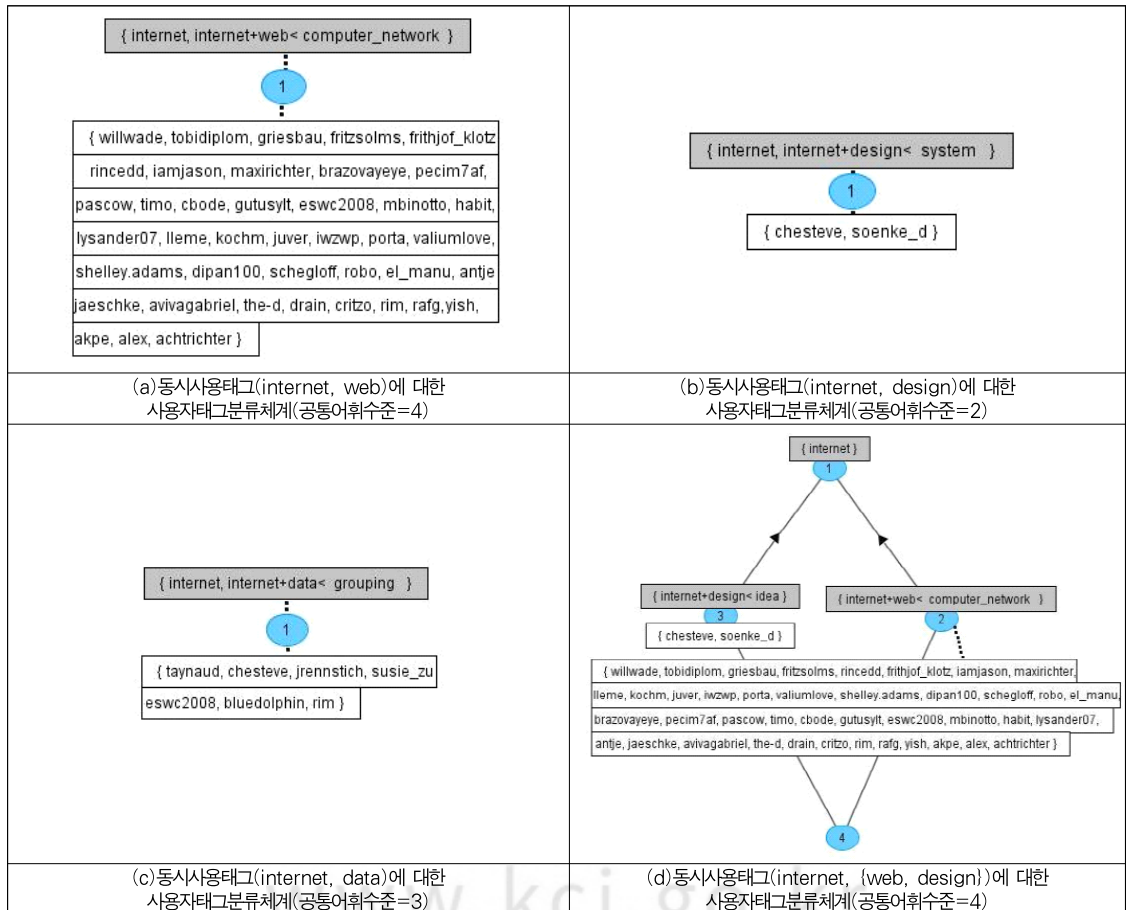 { internet, internet+web< computer_network }
1
{ willwade, tobidiplom, griesbau, fritzsolms, frithjof_klotz
rincedd, iamjason, maxirichter, brazovayeye, pecim7af,
pascow, timo, cbode, gutusylt, eswc2008, mbinotto, habit,
lysander07, lleme, kochm, juver, iwzwp, porta, valiumlove,
shelley.adams, dipan100, schegloff, robo, el_manu, antje
jaeschke, avivagabriel, the-d, drain, critzo, rim, rafg,yish,
akpe, alex, achtrichter }
(a)동시사용태그(internet, web)에 대한
사용자태그분류체계(공통어휘수준=4)
{ internet, internet+design< system }
1
{ chesteve, soenke_d }
(b)동시사용태그(internet, design)에 대한
사용자태그분류체계(공통어휘수준=2)
{ internet, internet+data< grouping }
1
{ taynaud, chesteve, jrennstich, susie_zu
eswc2008, bluedolphin, rim }
(c)동시사용태그(internet, data)에 대한
사용자태그분류체계(공통어휘수준=3)
{ internet }
1
{ internet+design< idea }
{ internet+web< computer_network }
3
2
{ chesteve, soenke_d }
{ willwade, tobidiplom, griesbau, fritzsolms, rincedd, frithjof_klotz, iamjason, maxirichter,
lleme, kochm, juver, iwzwp, porta, valiumlove, shelley.adams, dipan100, schegloff, robo, el_manu,
brazovayeye, pecim7af, pascow, timo, cbode, gutusylt, eswc2008, mbinotto, habit, lysander07,
antje, jaeschke, avivagabriel, the-d, drain, critzo, rim, rafg, yish, akpe, alex, achtrichter }
4
(d)동시사용태그(internet, {web, design})에 대한
사용자태그분류체계(공통어휘수준=4)